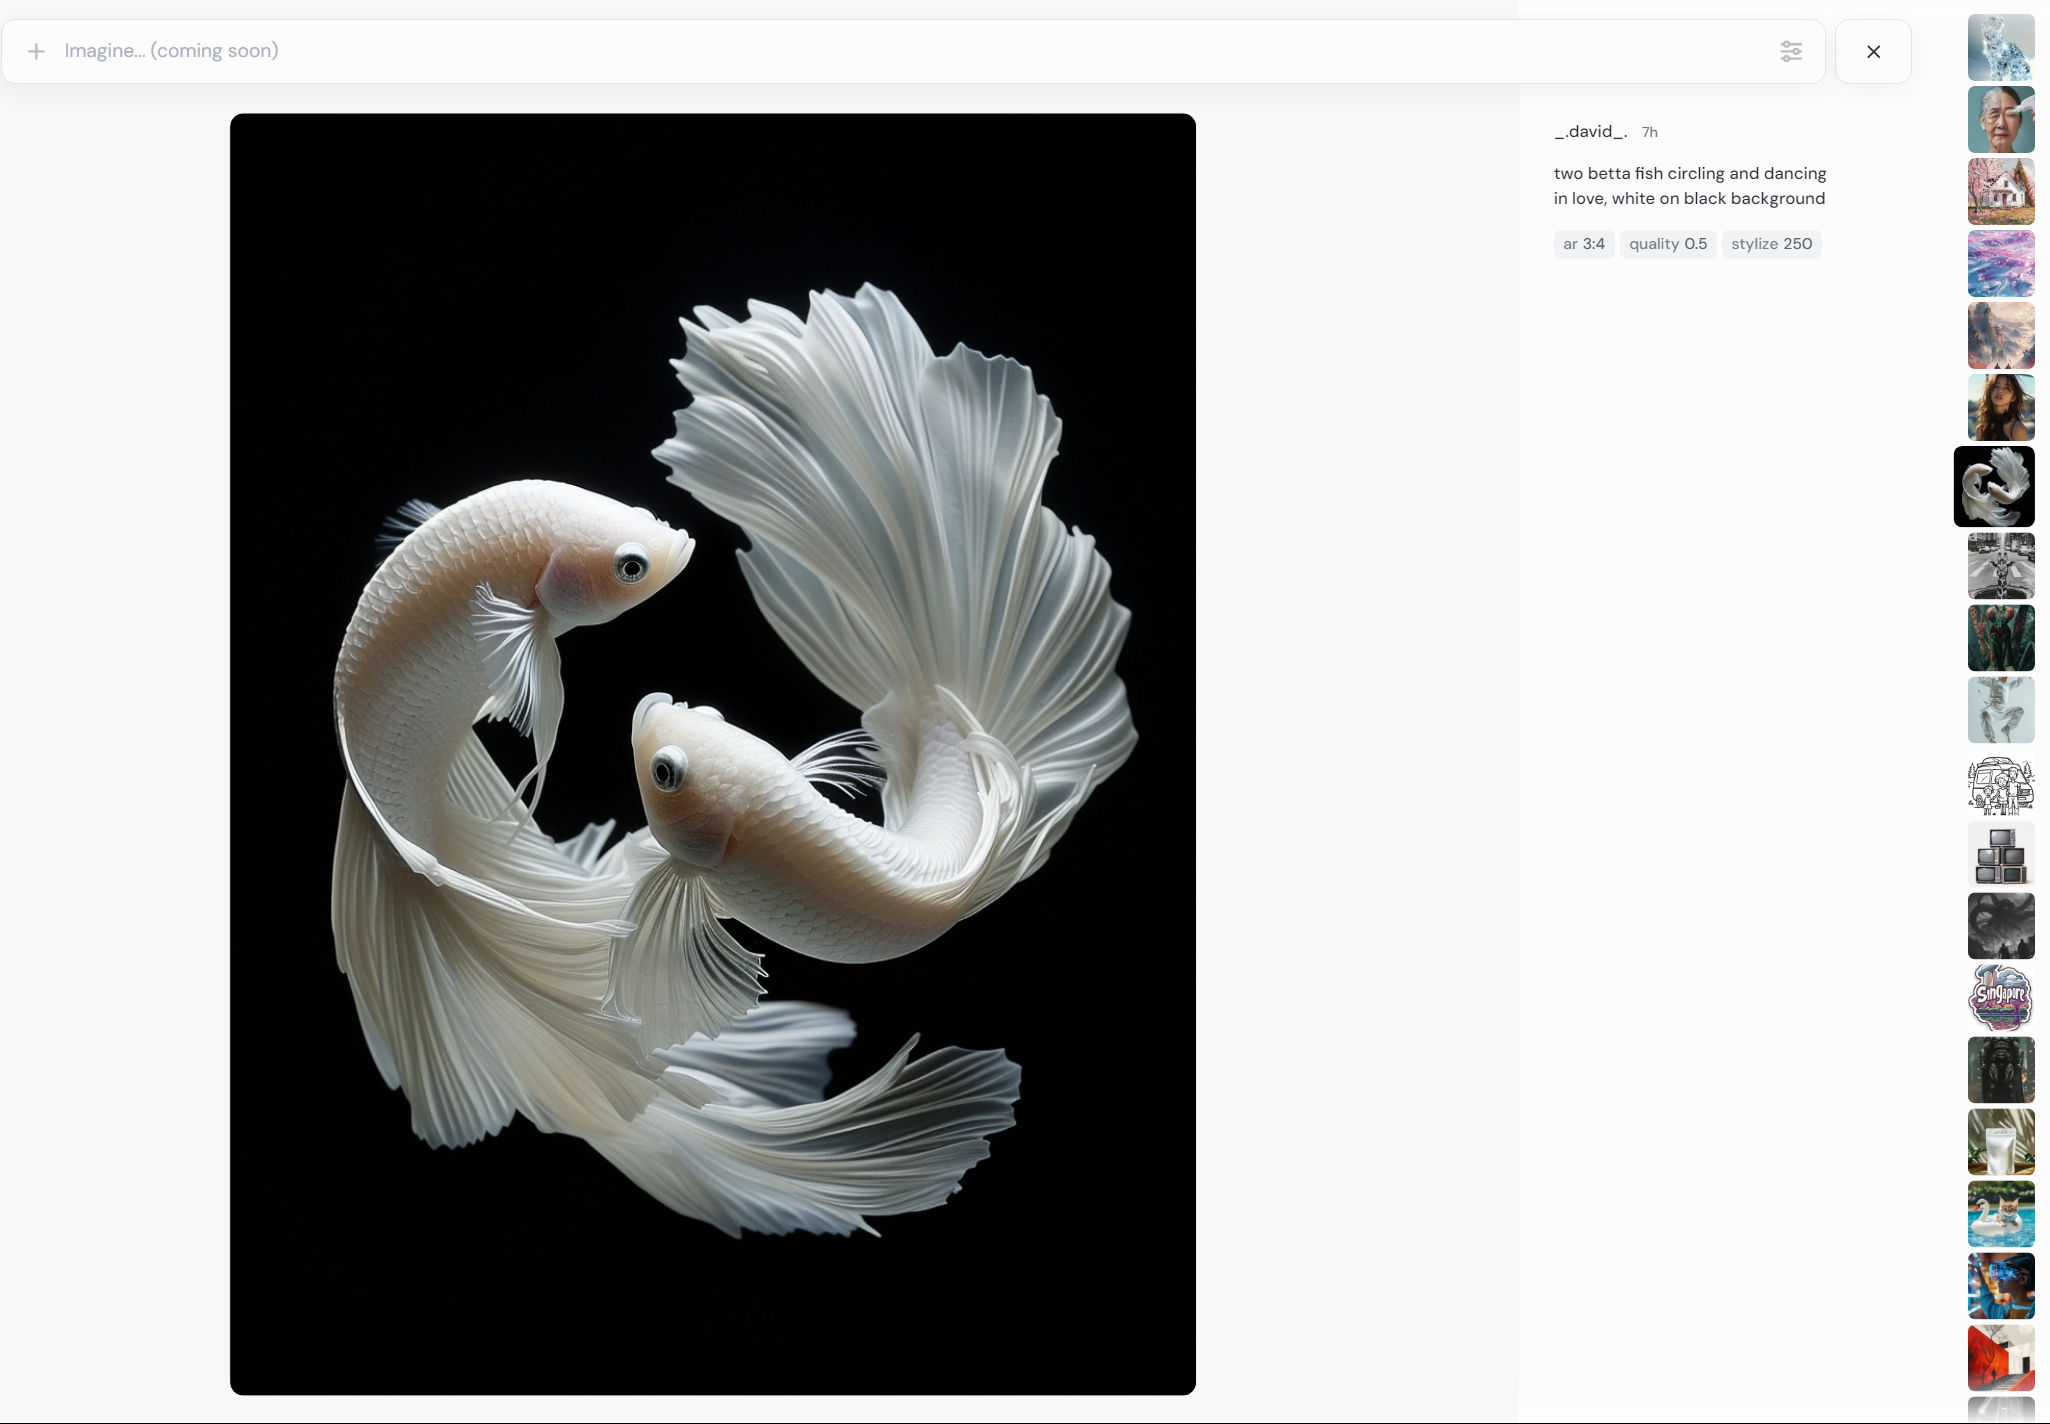 Imagine... (coming soon)
_.david_. 7h
two betta fish circling and dancing
in love, white on black background
ar 3:4 quality 0.5 stylize 250
Singapore